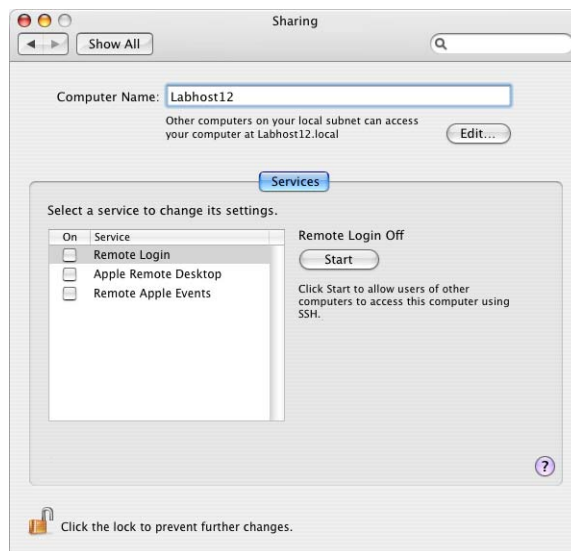 Sharing
Show All
Computer Name: Labhost12
Other computers on your local subnet can access
your computer at Labhost12.local
Edit...
Services
Select a service to change its settings.
On Service
Remote Login
Apple Remote Desktop
Remote Apple Events
Remote Login Off
Start
Click Start to allow users of other
computers to access this computer using
SSH.
?
Click the lock to prevent further changes.